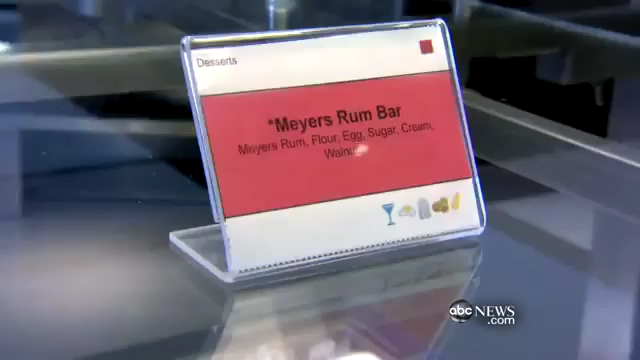 Desserts
*Meyers Rum Bar
Meyers Rum, Flour, Egg, Sugar, Cream,
abc NEWS
.com